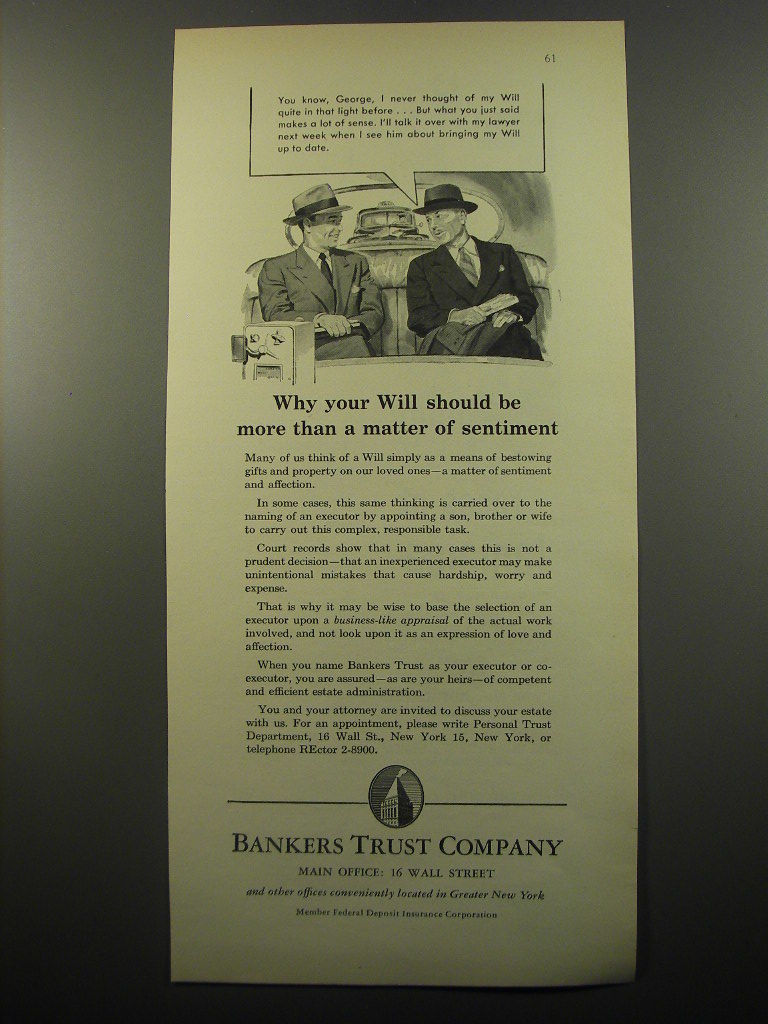 61
You know, George, I never thought of my Will
quite in that light before . . . But what you just said
makes a lot of sense. I'll talk it over with my lawyer
next week when I see him about bringing my Will
up to date.
Why your Will should be
more than a matter of sentiment
Many of us think of a Will simply as a means of bestowing
gifts and property on our loved ones—a matter of sentiment
and affection.
In some cases, this same thinking is carried over to the
naming of an executor by appointing a son, brother or wife
to carry out this complex, responsible task.
Court records show that in many cases this is not a
prudent decision—that an inexperienced executor may make
unintentional mistakes that cause hardship, worry and
expense.
That is why it may be wise to base the selection of an
executor upon a business-like appraisal of the actual work
involved, and not look upon it as an expression of love and
affection.
When you name Bankers Trust as your executor or co-
executor, you are assured—as are your heirs—of competent
and efficient estate administration.
You and your attorney are invited to discuss your estate
with us. For an appointment, please write Personal Trust
Department, 16 Wall St., New York 15, New York, or
telephone REctor 2-8900.
BANKERS TRUST COMPANY
MAIN OFFICE: 16 WALL STREET
and other offices conveniently located in Greater New York
Member Federal Deposit Insurance Corporation